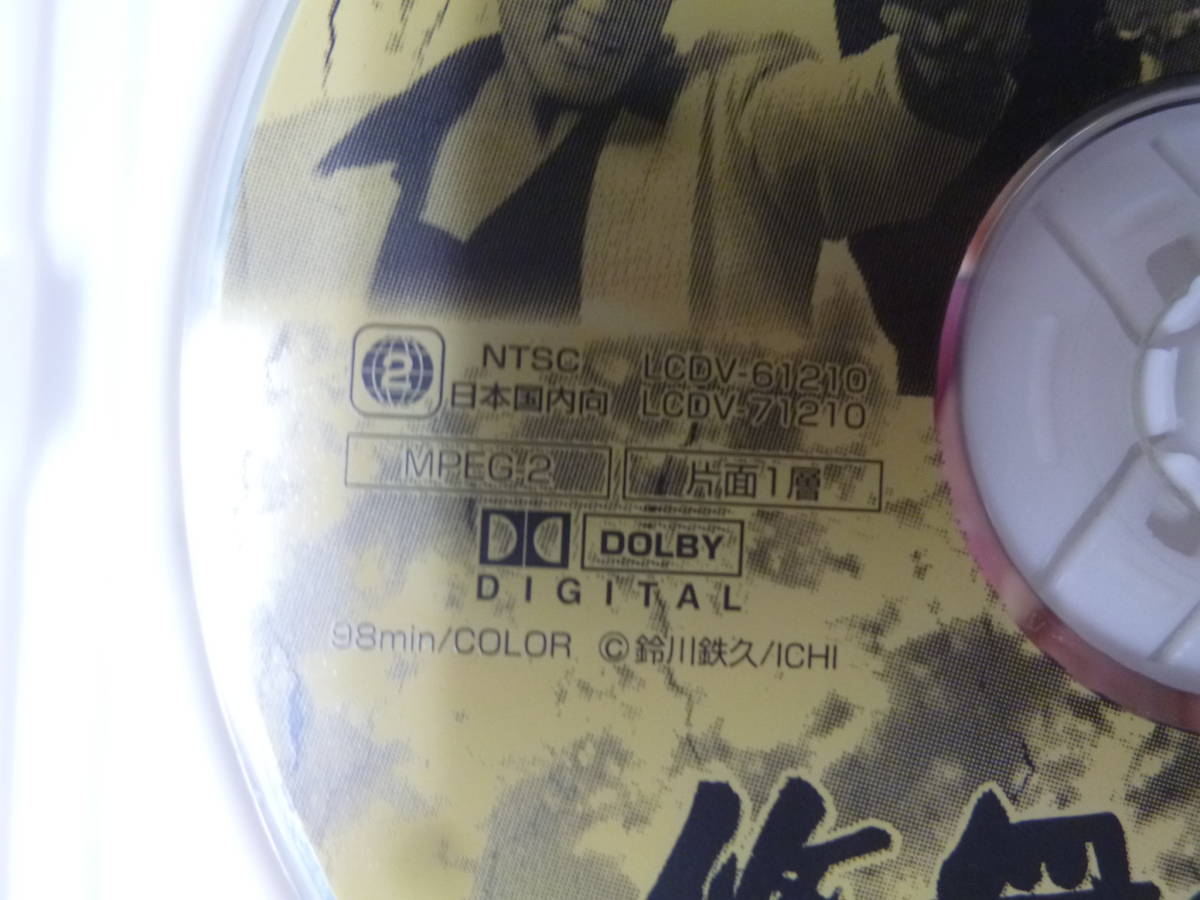 2
NTSC LCDV-61210
日本国内向 LCDV-71210
MPEG-2 片面1層
DOLBY
DIGITAL
98min/COLOR ©鈴川鉄久/ICHI